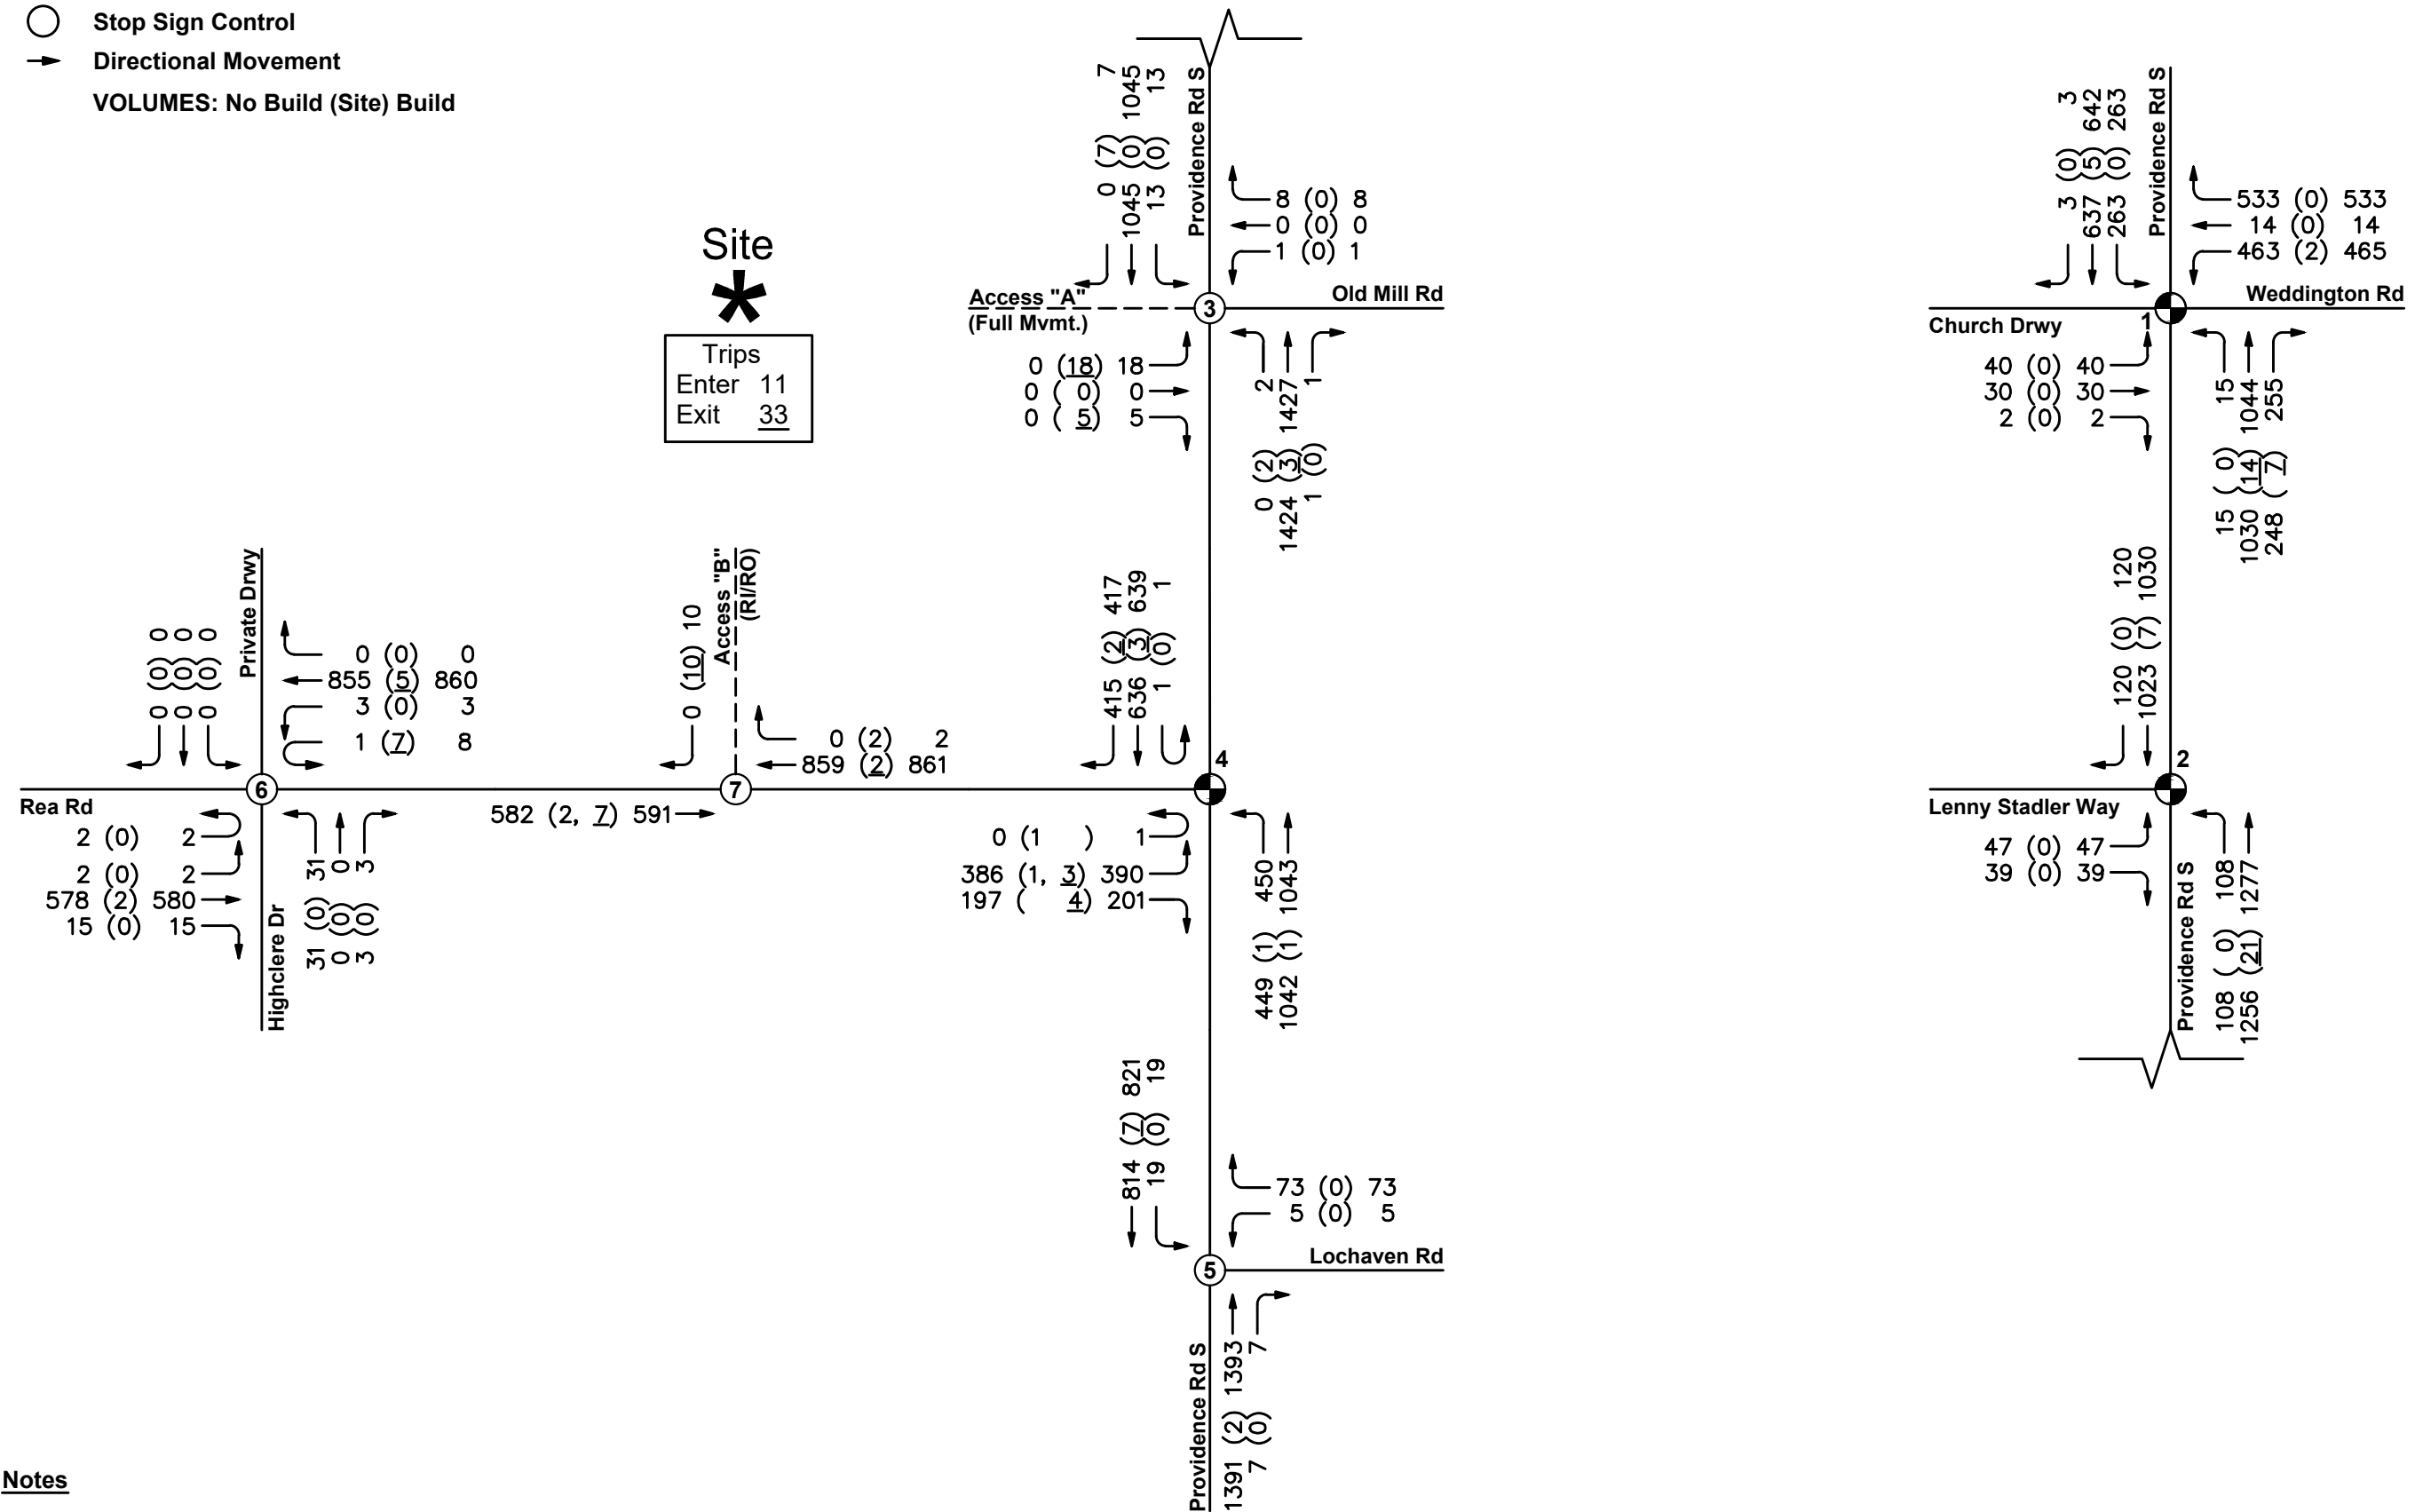 Stop Sign Control
Directional Movement
VOLUMES: No Build (Site) Build
Site
*
Trips
Enter 11
Exit 33
Providence Rd S
0 (7) 7
1045 (0) 1045
13 (0) 13
8 (0) 8
0 (0) 0
1 (0) 1
Access "A"
(Full Mvmt.)
3
Old Mill Rd
0 (18) 18
0 ( 0) 0
0 ( 5) 5
0 (2) 2
1424 (3) 1427
1 (0) 1
Providence Rd S
3 (0) 3
637 (5) 642
263 (0) 263
533 (0) 533
14 (0) 14
463 (2) 465
Church Drwy
1
Weddington Rd
40 (0) 40
30 (0) 30
2 (0) 2
15 ( 0) 15
1030 (14) 1044
248 ( 7) 255
120 (0) 120
1023 (7) 1030
2
Lenny Stadler Way
47 (0) 47
39 (0) 39
Providence Rd S
108 ( 0) 108
1256 (21) 1277
Private Drwy
0 (0) 0
0 (0) 0
0 (0) 0
0 (0) 0
855 (5) 860
3 (0) 3
1 (7) 8
6
Rea Rd
2 (0) 2
2 (0) 2
578 (2) 580
15 (0) 15
Highclere Dr
31 (0) 31
0 (0) 0
3 (0) 3
Access "B"
(RI/RO)
0 (10) 10
0 (2) 2
859 (2) 861
7
582 (2, 7) 591
415 (2) 417
636 (3) 639
1 (0) 1
4
0 (1 ) 1
386 (1, 3) 390
197 ( 4) 201
449 (1) 450
1042 (1) 1043
814 (7) 821
19 (0) 19
73 (0) 73
5 (0) 5
5
Lochaven Rd
Providence Rd S
1391 (2) 1393
7 (0) 7
Notes